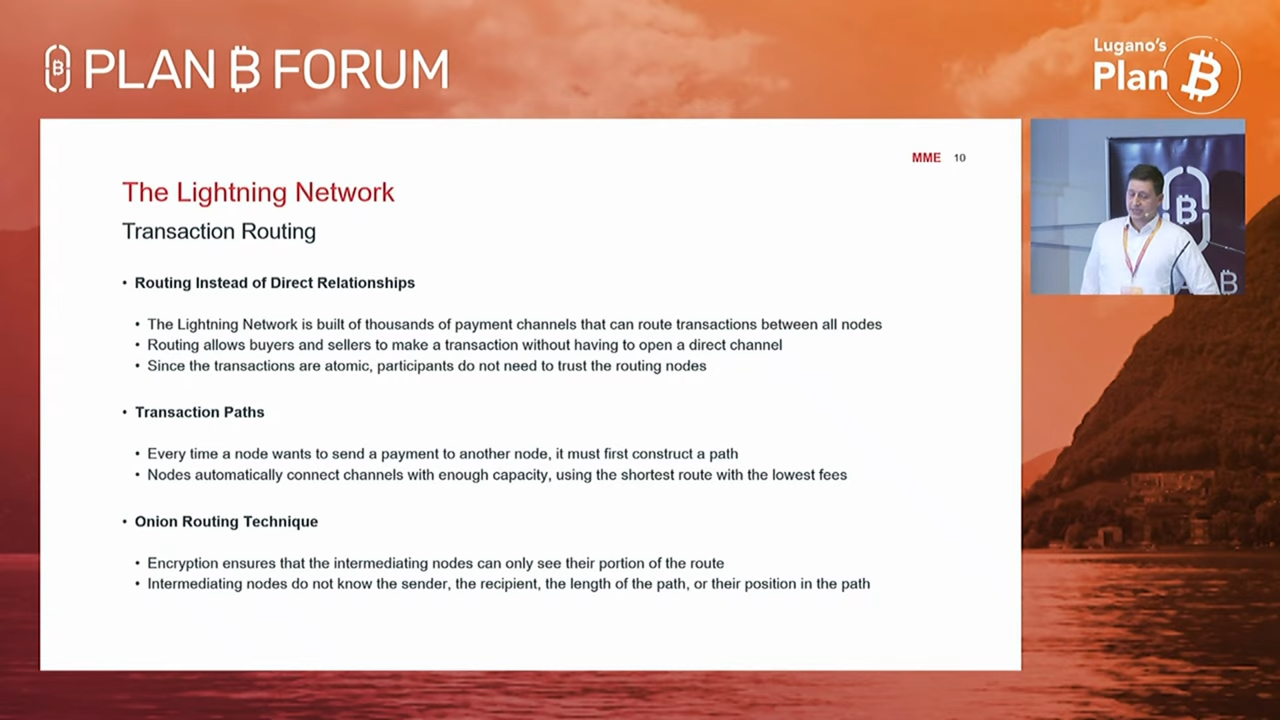 PLAN B FORUM
Lugano's
Plan B
MME 10
The Lightning Network
Transaction Routing
• Routing Instead of Direct Relationships
• The Lightning Network is built of thousands of payment channels that can route transactions between all nodes
• Routing allows buyers and sellers to make a transaction without having to open a direct channel
• Since the transactions are atomic, participants do not need to trust the routing nodes
• Transaction Paths
• Every time a node wants to send a payment to another node, it must first construct a path
• Nodes automatically connect channels with enough capacity, using the shortest route with the lowest fees
• Onion Routing Technique
• Encryption ensures that the intermediating nodes can only see their portion of the route
• Intermediating nodes do not know the sender, the recipient, the length of the path, or their position in the path